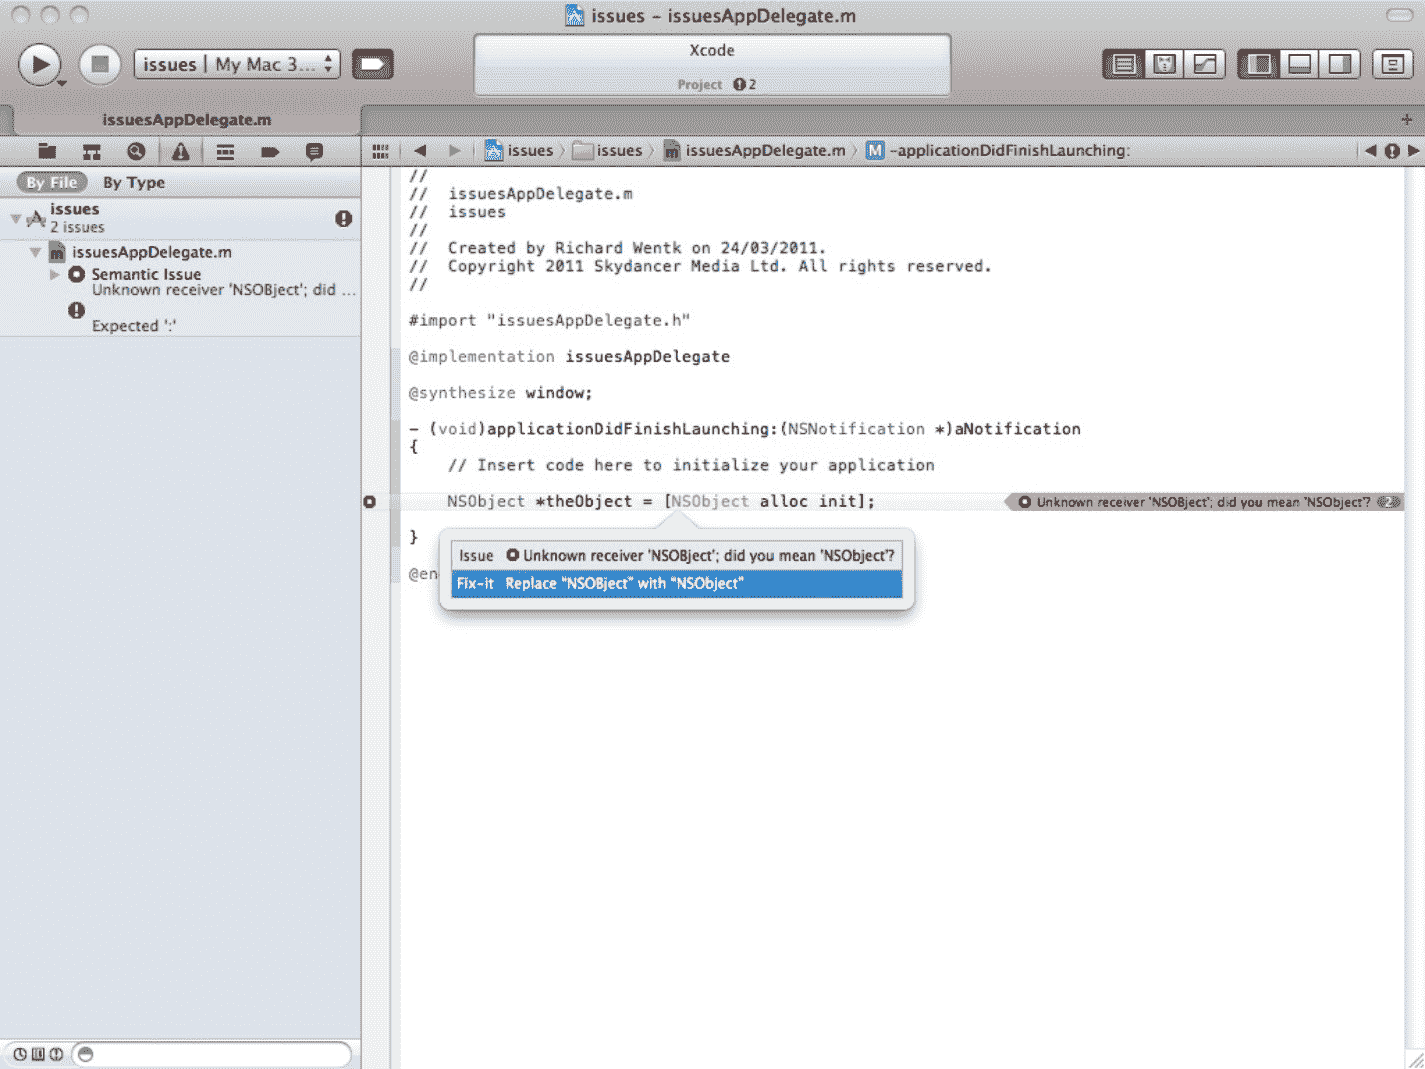 issues – issuesAppDelegate.m
issues | My Mac 3...
Xcode
Project 2
issuesAppDelegate.m
issues issues issuesAppDelegate.m M -applicationDidFinishLaunching:
By File By Type
issues
2 issues
issuesAppDelegate.m
Semantic Issue
Unknown receiver 'NSOBject'; did ...
Expected ':'
//
// issuesAppDelegate.m
// issues
//
// Created by Richard Wentk on 24/03/2011.
// Copyright 2011 Skydancer Media Ltd. All rights reserved.
//
#import "issuesAppDelegate.h"
@implementation issuesAppDelegate
@synthesize window;
- (void)applicationDidFinishLaunching:(NSNotification *)aNotification
{
// Insert code here to initialize your application
NSObject *theObject = [NSObject alloc init];
Unknown receiver 'NSOBject'; did you mean 'NSObject'? 2
}
Issue Unknown receiver 'NSOBject'; did you mean 'NSObject'?
Fix-it Replace "NSOBject" with "NSObject"
@en